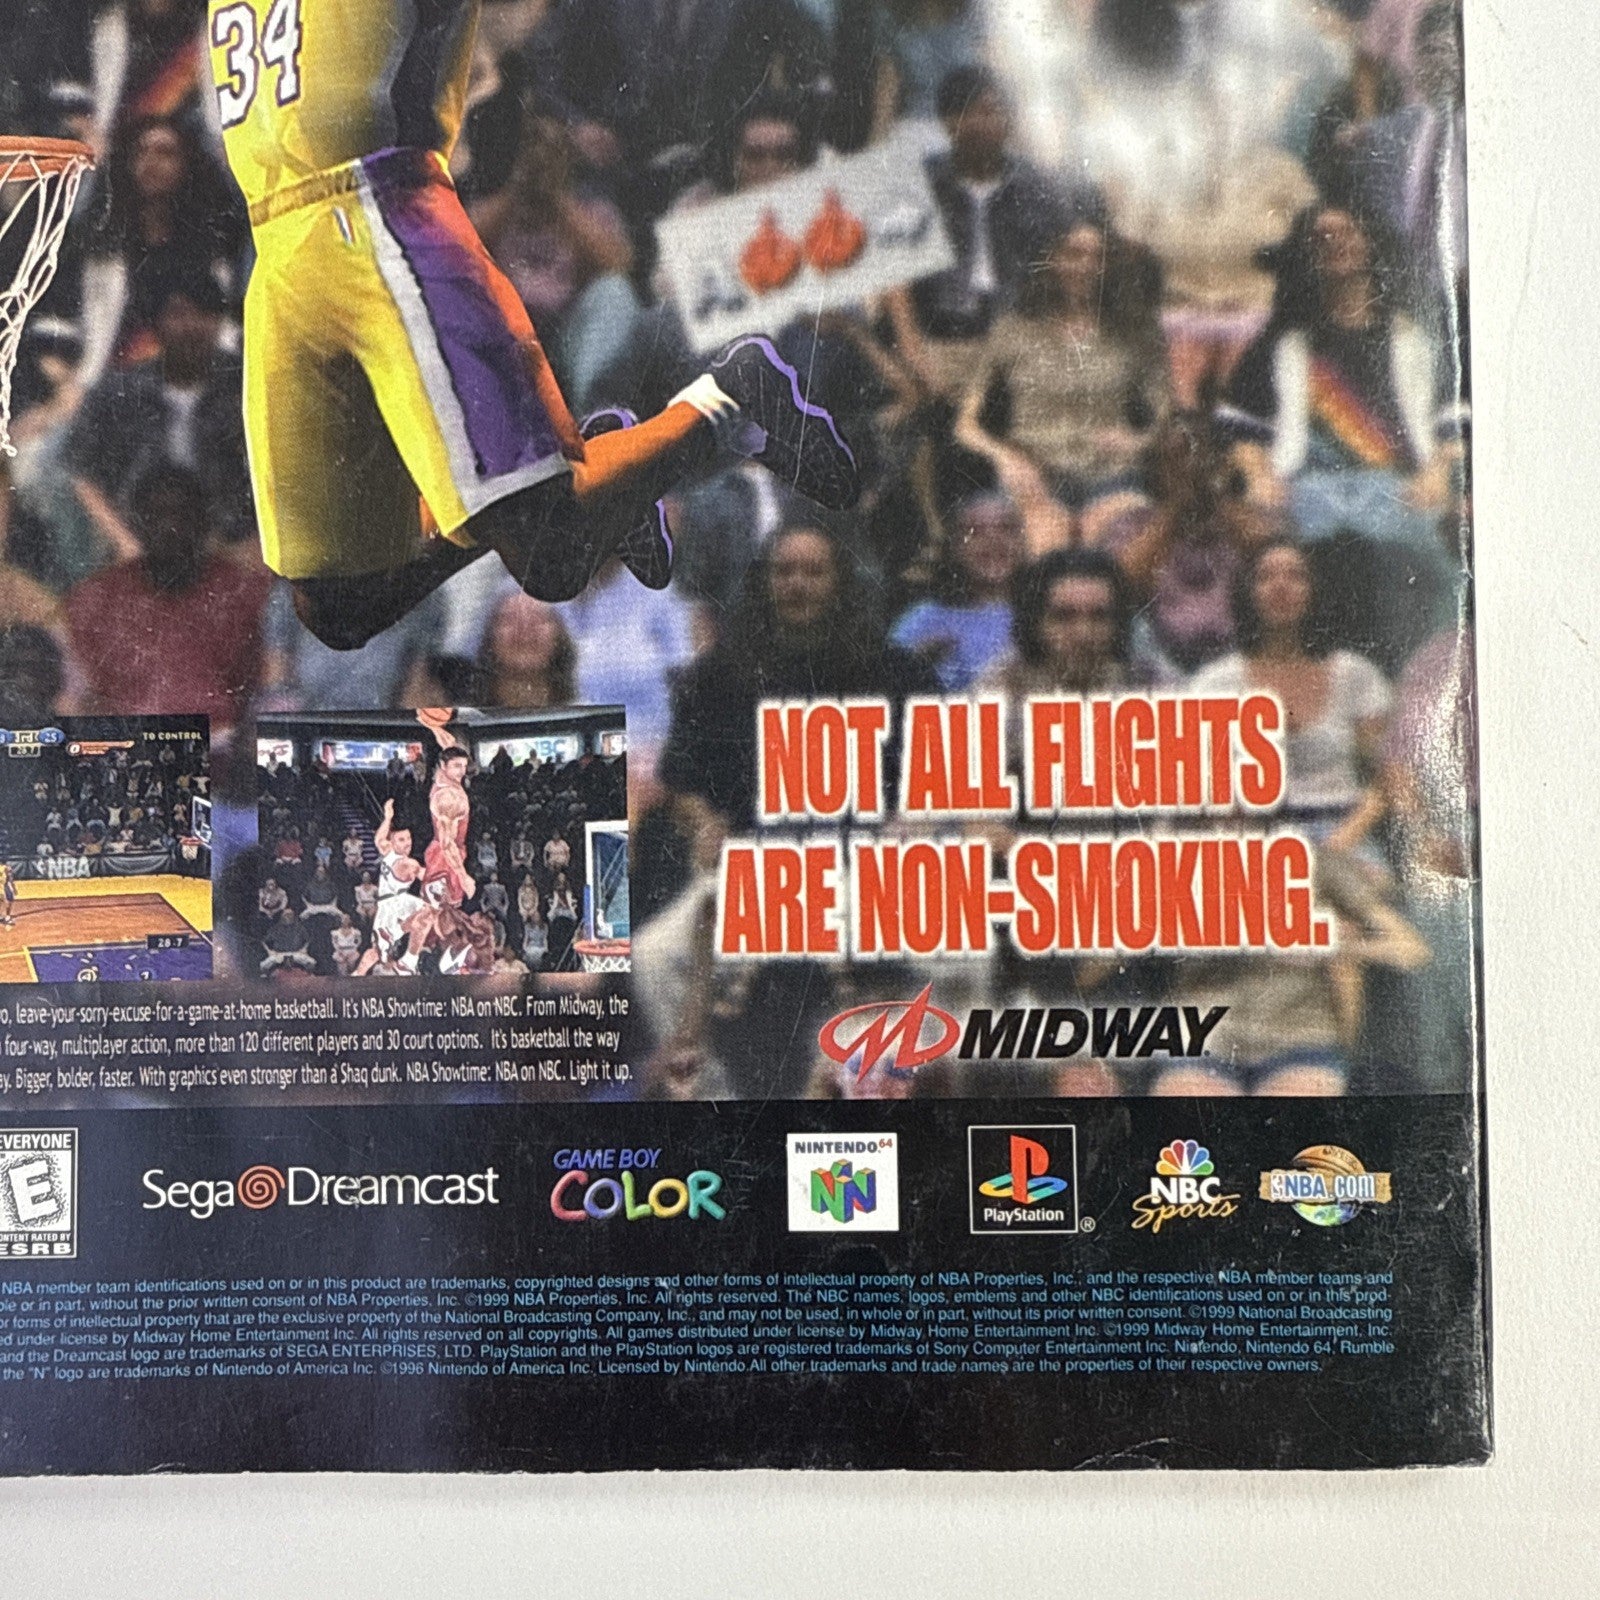 34
3rd 25
28.7
TO CONTROL
NBA
28.7
NOT ALL FLIGHTS
ARE NON-SMOKING.
o, leave-your-sorry-excuse-for-a-game-at-home basketball. It's NBA Showtime: NBA on NBC. From Midway, the
four-way, multiplayer action, more than 120 different players and 30 court options. It's basketball the way
ay. Bigger, bolder, faster. With graphics even stronger than a Shaq dunk. NBA Showtime: NBA on NBC. Light it up.
MIDWAY
EVERYONE
E
CONTENT RATED BY
ESRB
Sega Dreamcast
GAME BOY
COLOR
NINTENDO 64
PlayStation ®
NBC
Sports
NBA.COM
NBA member team identifications used on or in this product are trademarks, copyrighted designs and other forms of intellectual property of NBA Properties, Inc., and the respective NBA member teams and
ole or in part, without the prior written consent of NBA Properties, Inc. ©1999 NBA Properties, Inc. All rights reserved. The NBC names, logos, emblems and other NBC identifications used on or in this prod-
or forms of intellectual property that are the exclusive property of the National Broadcasting Company, Inc., and may not be used, in whole or in part, without its prior written consent. ©1999 National Broadcasting
ed under license by Midway Home Entertainment Inc. All rights reserved on all copyrights. All games distributed under license by Midway Home Entertainment Inc. ©1999 Midway Home Entertainment, Inc.
and the Dreamcast logo are trademarks of SEGA ENTERPRISES, LTD. PlayStation and the PlayStation logos are registered trademarks of Sony Computer Entertainment Inc. Nintendo, Nintendo 64, Rumble
the "N" logo are trademarks of Nintendo of America Inc. ©1996 Nintendo of America Inc. Licensed by Nintendo.All other trademarks and trade names are the properties of their respective owners.